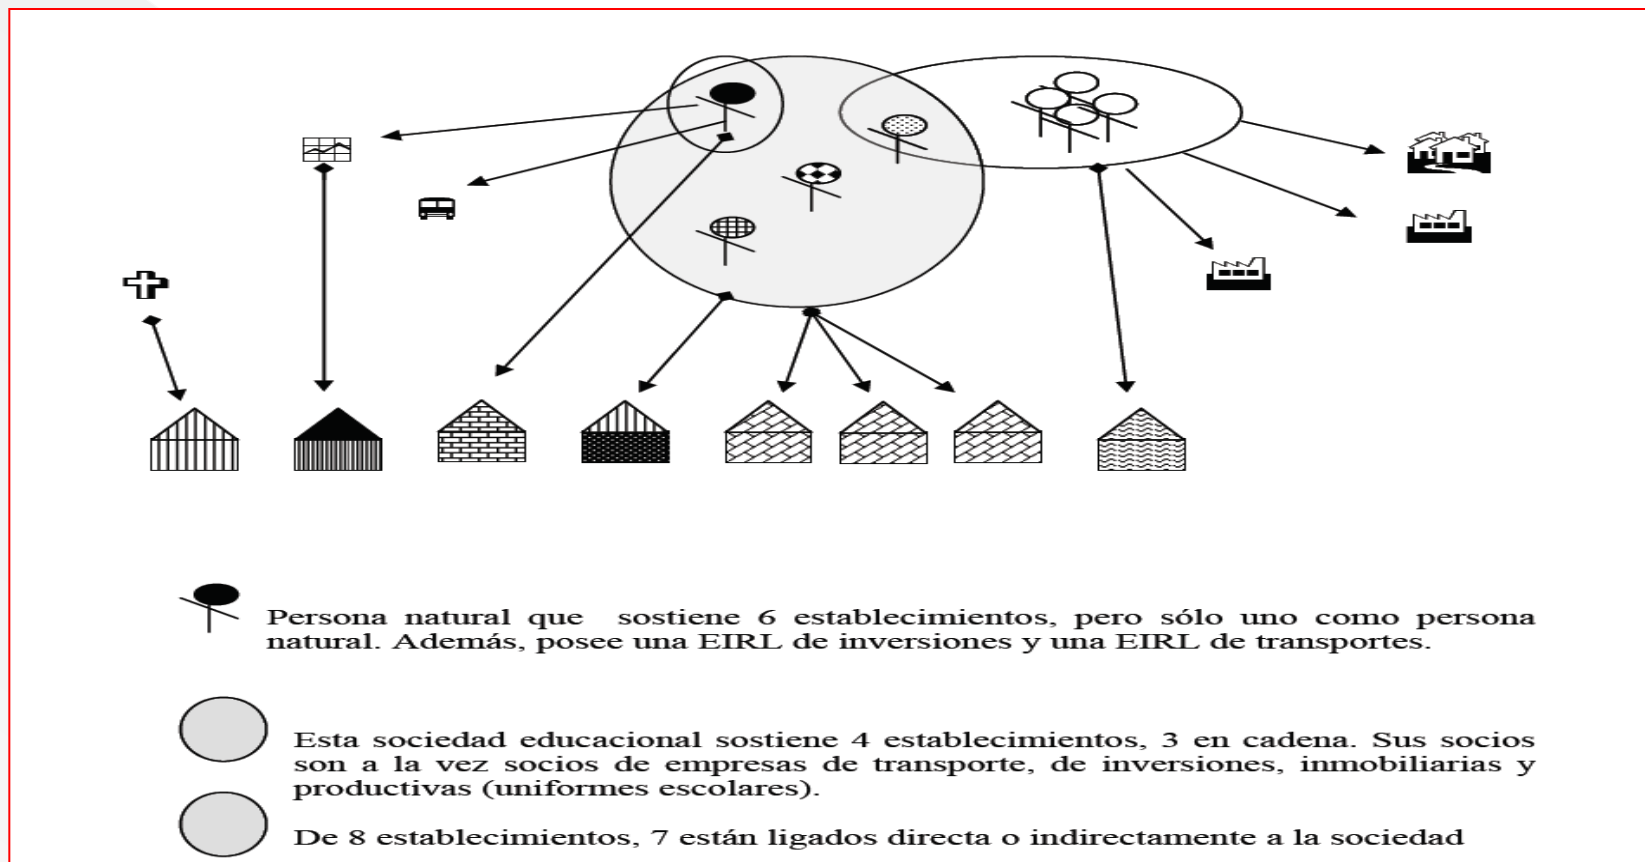 Persona natural que sostiene 6 establecimientos, pero sólo uno como persona
natural. Además, posee una EIRL de inversiones y una EIRL de transportes.
Esta sociedad educacional sostiene 4 establecimientos, 3 en cadena. Sus socios
son a la vez socios de empresas de transporte, de inversiones, inmobiliarias y
productivas (uniformes escolares).
De 8 establecimientos, 7 están ligados directa o indirectamente a la sociedad